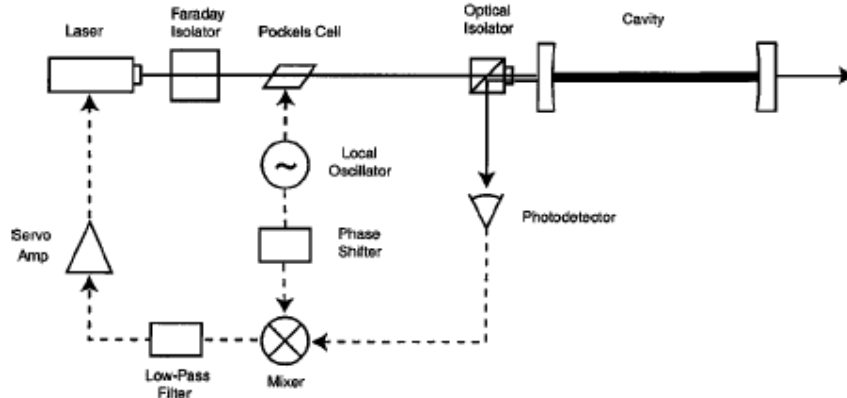 Laser
Faraday
Isolator
Pockels Cell
Optical
Isolator
Cavity
~
Local
Oscillator
Photodetector
Phase
Shifter
Servo
Amp
Low-Pass
Filter
Mixer